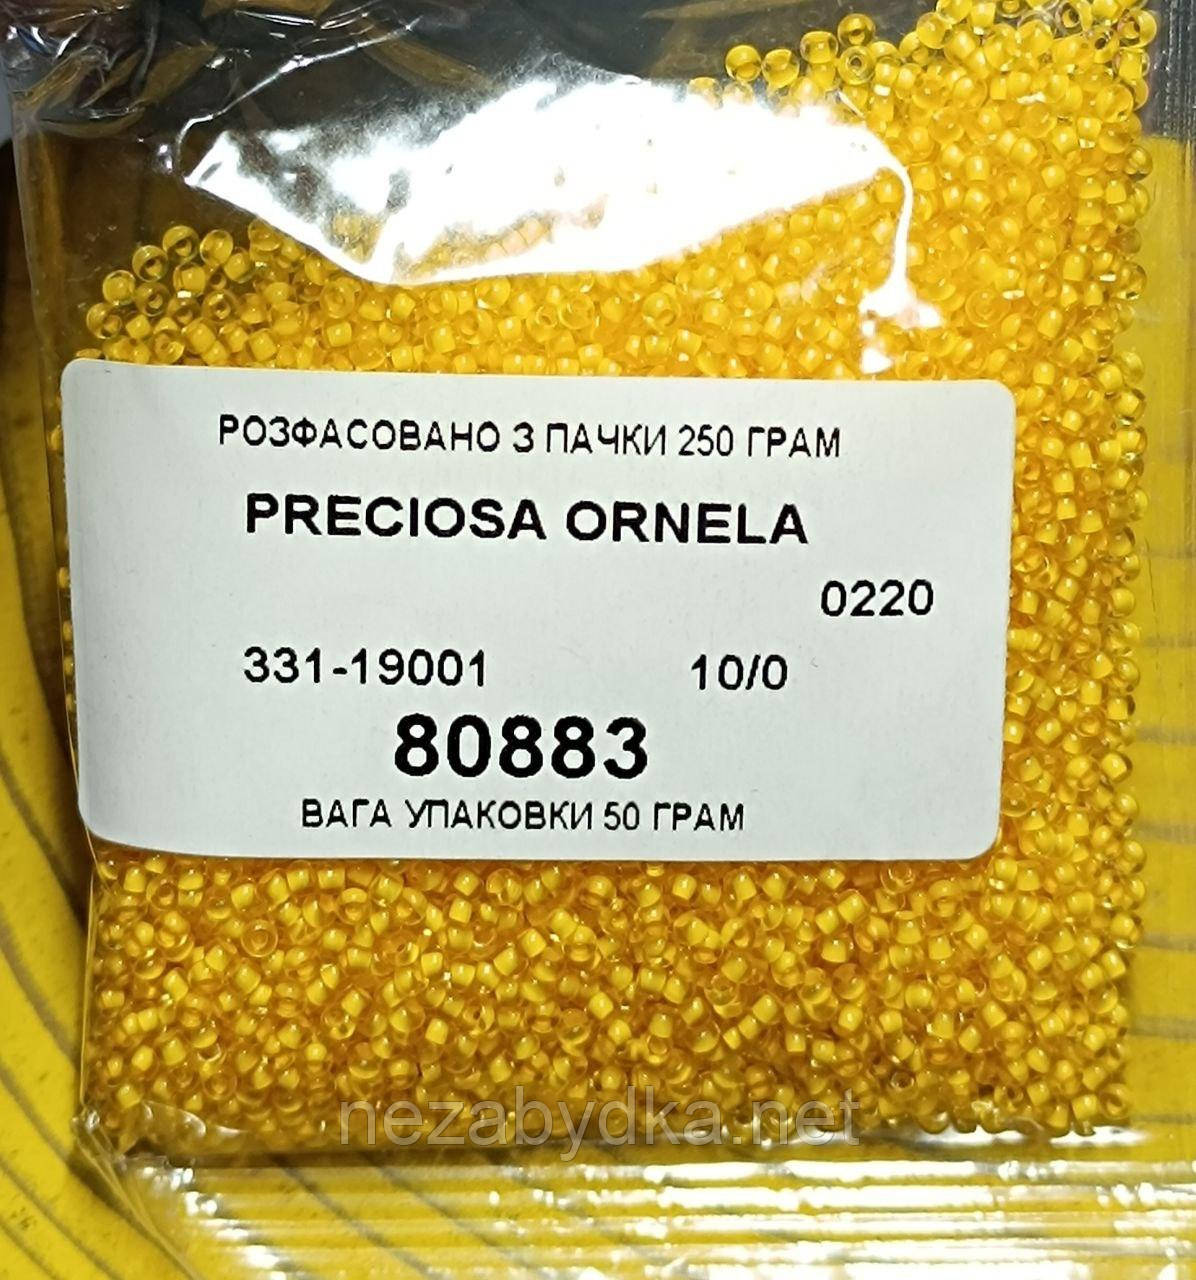 РОЗФАСОВАНО З ПАЧКИ 250 ГРАМ
PRECIOSA ORNELA
0220
331-19001 10/0
80883
ВАГА УПАКОВКИ 50 ГРАМ
nezabydka.net